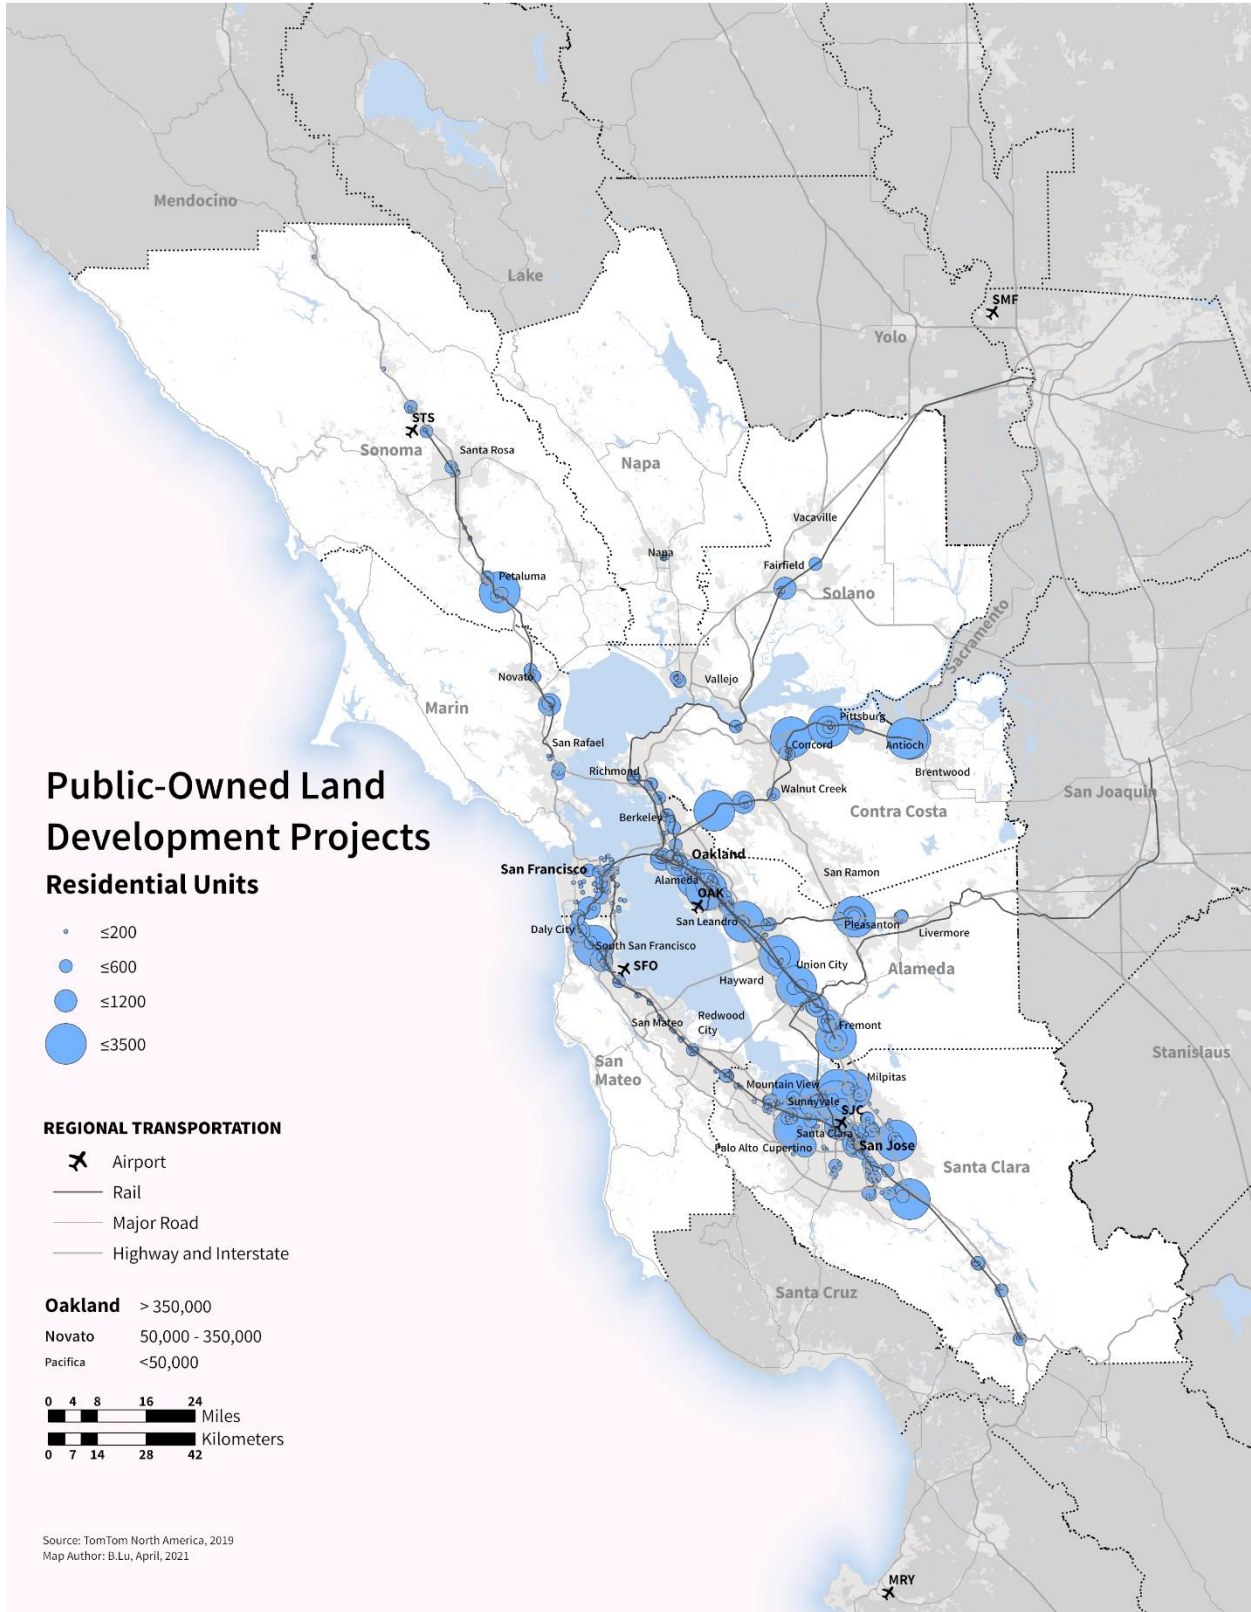 Mendocino
Lake
SMF
Yolo
STS
Sonoma
Santa Rosa
Napa
Vacaville
Napa
Fairfield
Solano
Petaluma
Sacramento
Novato
Vallejo
Marin
Pittsburg
San Rafael
Concord
Antioch
Richmond
Brentwood
Walnut Creek
San Joaquin
Contra Costa
Berkeley
Public-Owned Land
Development Projects
Residential Units
Oakland
San Francisco
San Ramon
Alameda
OAK
San Leandro
Pleasanton
Daly City
Livermore
South San Francisco
SFO
Union City
Alameda
Hayward
San Mateo
Redwood
City
Fremont
Stanislaus
San
Mateo
Milpitas
Mountain View
Sunnyvale
SJC
Santa Clara
San Jose
Palo Alto
Cupertino
Santa Clara
Santa Cruz
MRY
≤200
≤600
≤1200
≤3500
REGIONAL TRANSPORTATION
Airport
Rail
Major Road
Highway and Interstate
Oakland > 350,000
Novato 50,000 - 350,000
Pacifica <50,000
0 4 8 16 24
Miles
Kilometers
0 7 14 28 42
Source: TomTom North America, 2019
Map Author: B.Lu, April, 2021